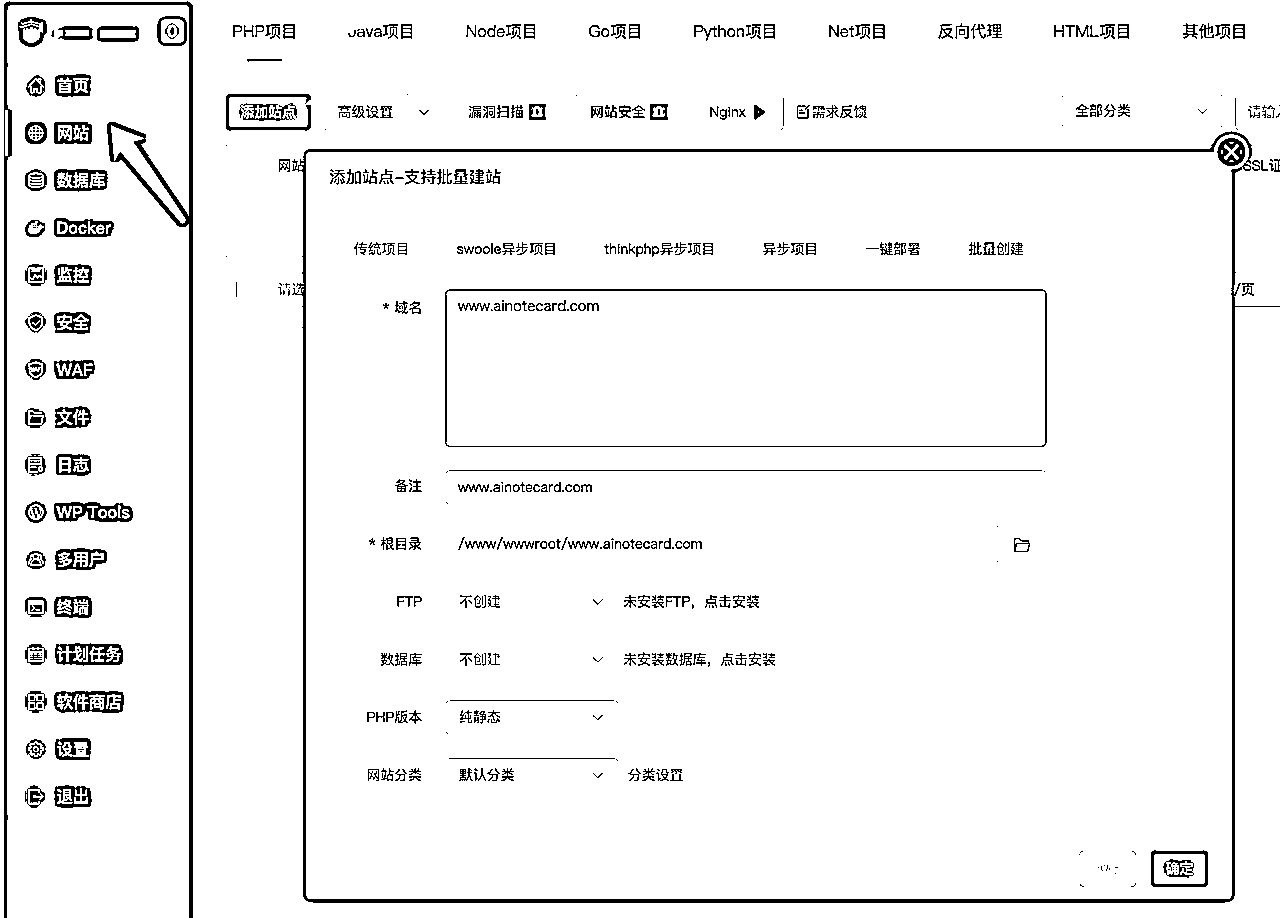 PHP项目 Java项目 Node项目 Go项目 Python项目 Net项目 反向代理 HTML项目 其他项目
首页
网站
数据库
Docker
监控
安全
WAF
文件
日志
WP Tools
多用户
终端
计划任务
软件商店
设置
退出
添加站点 高级设置 漏洞扫描 网站安全 Nginx 需求反馈 全部分类 请输入
网站 SSL证
请选 /页
添加站点-支持批量建站
传统项目 swoole异步项目 thinkphp异步项目 异步项目 一键部署 批量创建
* 域名 www.ainotecard.com
备注 www.ainotecard.com
* 根目录 /www/wwwroot/www.ainotecard.com
FTP 不创建 未安装FTP，点击安装
数据库 不创建 未安装数据库，点击安装
PHP版本 纯静态
网站分类 默认分类 分类设置
确定